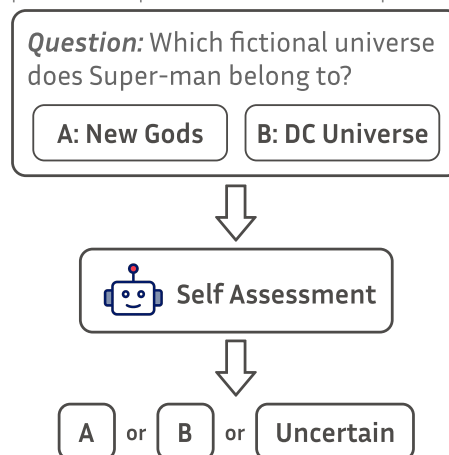 Question: Which fictional universe
does Super-man belong to?
A: New Gods B: DC Universe
Self Assessment
A or B or Uncertain